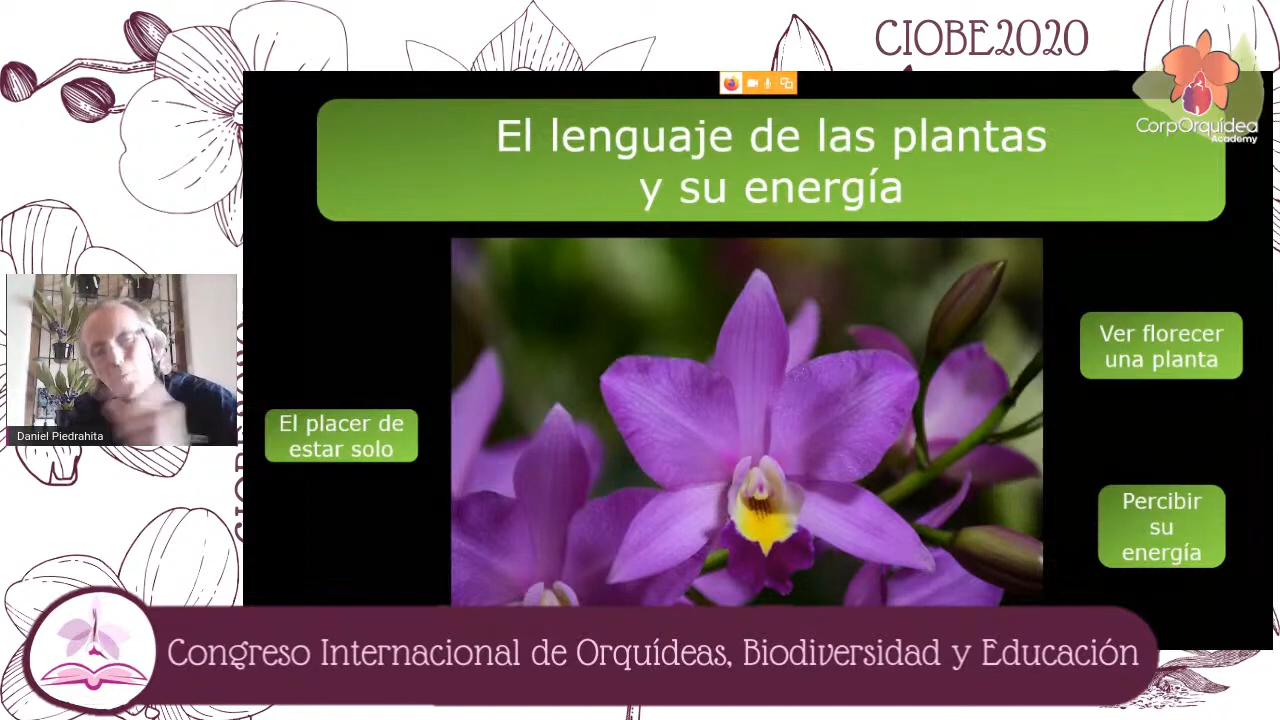 CIOBE2020
CorpOrquídea
Academy
El lenguaje de las plantas
y su energía
Ver florecer
una planta
El placer de
estar solo
Percibir
su
energía
Daniel Piedrahita
Congreso Internacional de Orquídeas, Biodiversidad y Educación